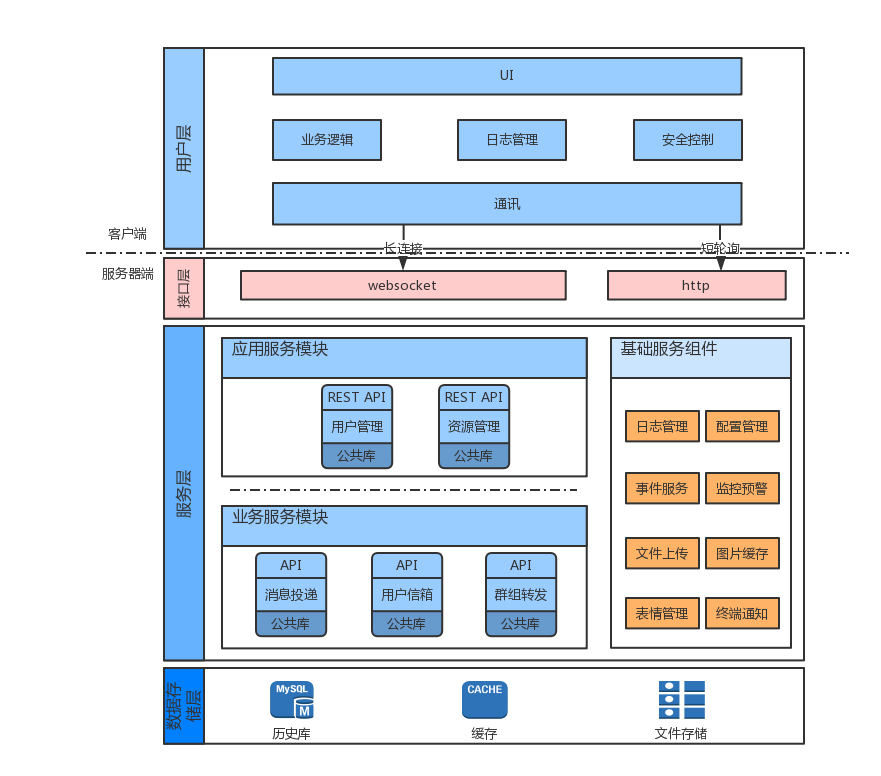 用户层
UI
业务逻辑
日志管理
安全控制
通讯
客户端
长连接
短轮询
服务器端
接口层
websocket
http
服务层
应用服务模块
REST API
用户管理
公共库
REST API
资源管理
公共库
业务服务模块
API
消息投递
公共库
API
用户信箱
公共库
API
群组转发
公共库
基础服务组件
日志管理
配置管理
事件服务
监控预警
文件上传
图片缓存
表情管理
终端通知
数据存
储层
MySQL
M
历史库
CACHE
缓存
文件存储